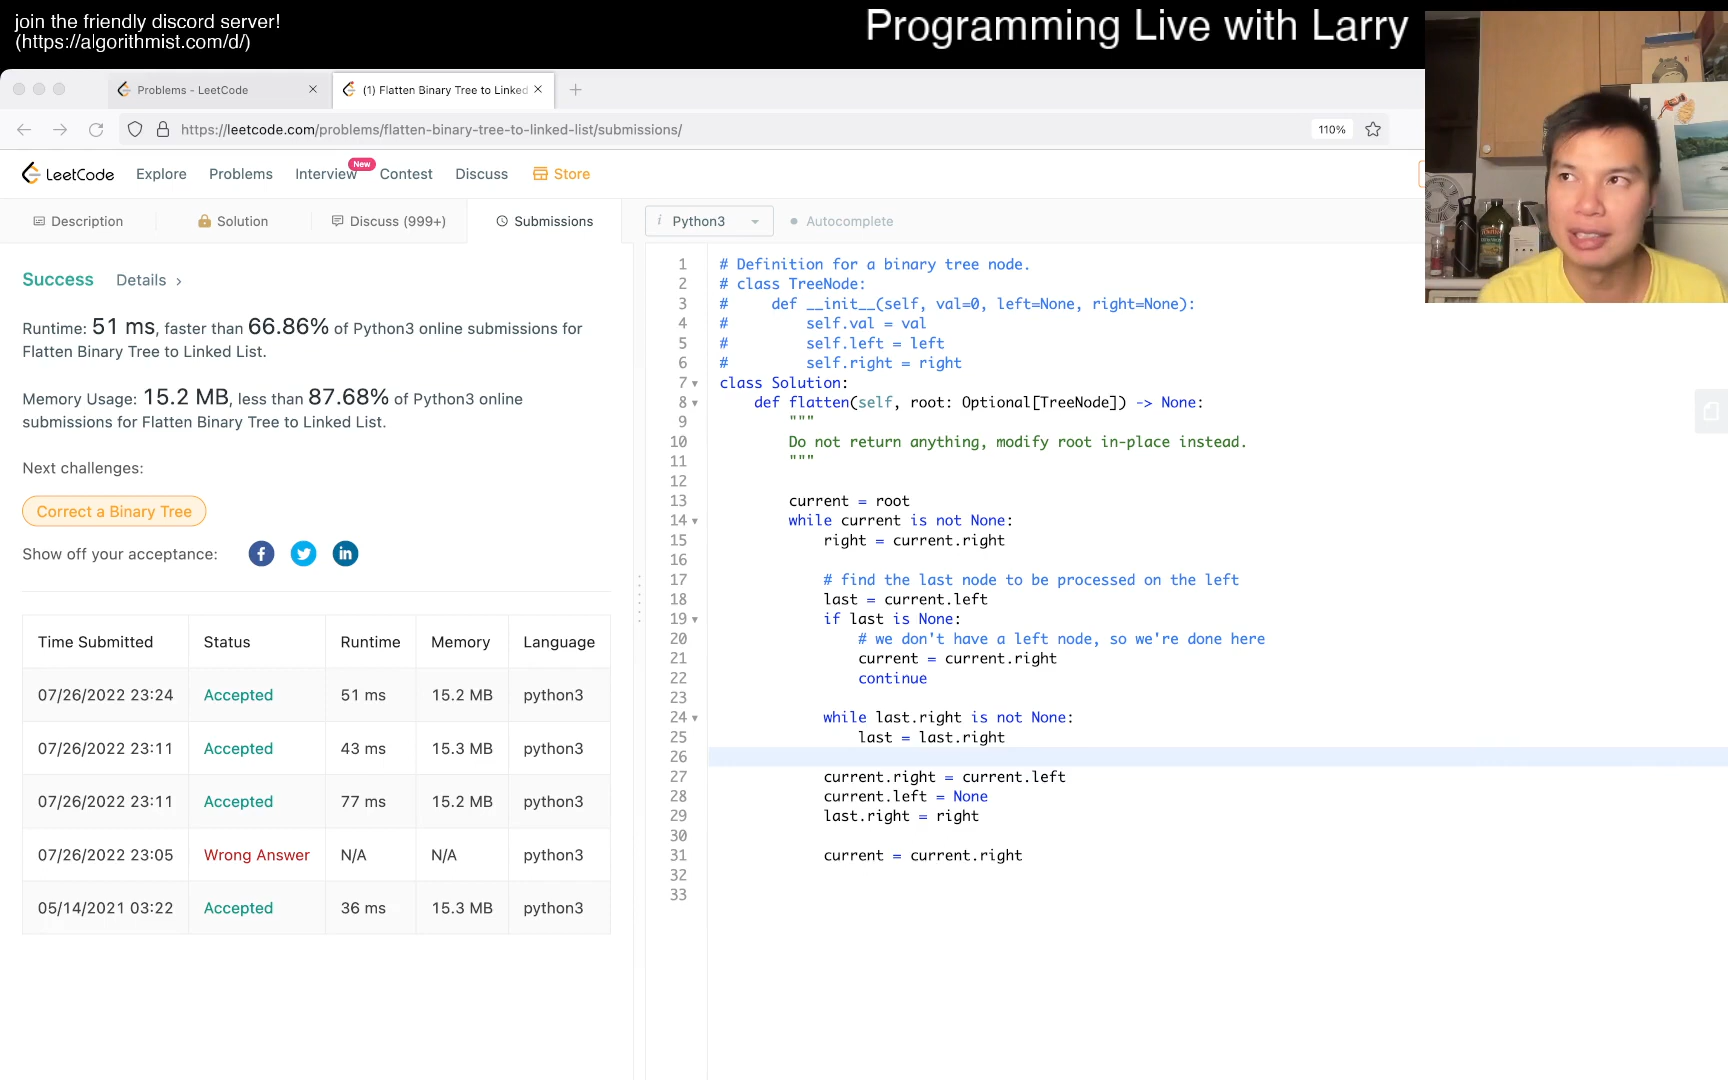 join the friendly discord server!
(https://algorithmist.com/d/)
Programming Live with Larry
Problems - LeetCode
(1) Flatten Binary Tree to Linked
https://leetcode.com/problems/flatten-binary-tree-to-linked-list/submissions/
110%
LeetCode
Explore
Problems
Interview
New
Contest
Discuss
Store
Description
Solution
Discuss (999+)
Submissions
i Python3
Autocomplete
Success
Details >
Runtime: 51 ms, faster than 66.86% of Python3 online submissions for
Flatten Binary Tree to Linked List.
Memory Usage: 15.2 MB, less than 87.68% of Python3 online
submissions for Flatten Binary Tree to Linked List.
Next challenges:
Correct a Binary Tree
Show off your acceptance:
Time Submitted Status Runtime Memory Language
07/26/2022 23:24 Accepted 51 ms 15.2 MB python3
07/26/2022 23:11 Accepted 43 ms 15.3 MB python3
07/26/2022 23:11 Accepted 77 ms 15.2 MB python3
07/26/2022 23:05 Wrong Answer N/A N/A python3
05/14/2021 03:22 Accepted 36 ms 15.3 MB python3
1 # Definition for a binary tree node.
2 # class TreeNode:
3 #     def __init__(self, val=0, left=None, right=None):
4 #         self.val = val
5 #         self.left = left
6 #         self.right = right
7 class Solution:
8     def flatten(self, root: Optional[TreeNode]) -> None:
9         """
10         Do not return anything, modify root in-place instead.
11         """
12
13         current = root
14         while current is not None:
15             right = current.right
16
17             # find the last node to be processed on the left
18             last = current.left
19             if last is None:
20                 # we don't have a left node, so we're done here
21                 current = current.right
22                 continue
23
24             while last.right is not None:
25                 last = last.right
26
27             current.right = current.left
28             current.left = None
29             last.right = right
30
31             current = current.right
32
33